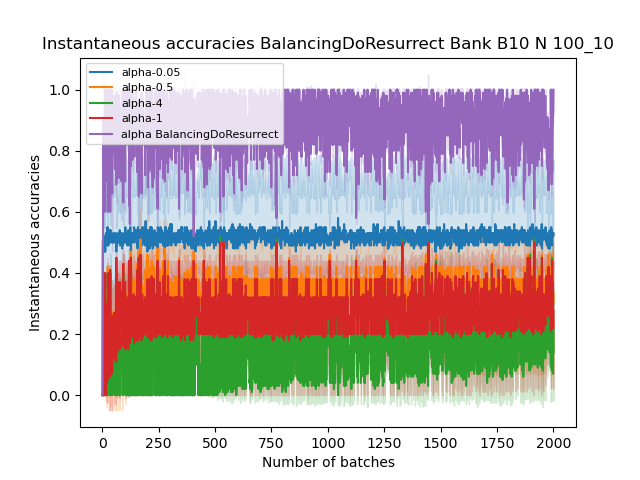 Instantaneous accuracies BalancingDoResurrect Bank B10 N 100_10
alpha-0.05
alpha-0.5
alpha-4
alpha-1
alpha BalancingDoResurrect
1.0
0.8
0.6
0.4
0.2
0.0
Instantaneous accuracies
0 250 500 750 1000 1250 1500 1750 2000
Number of batches